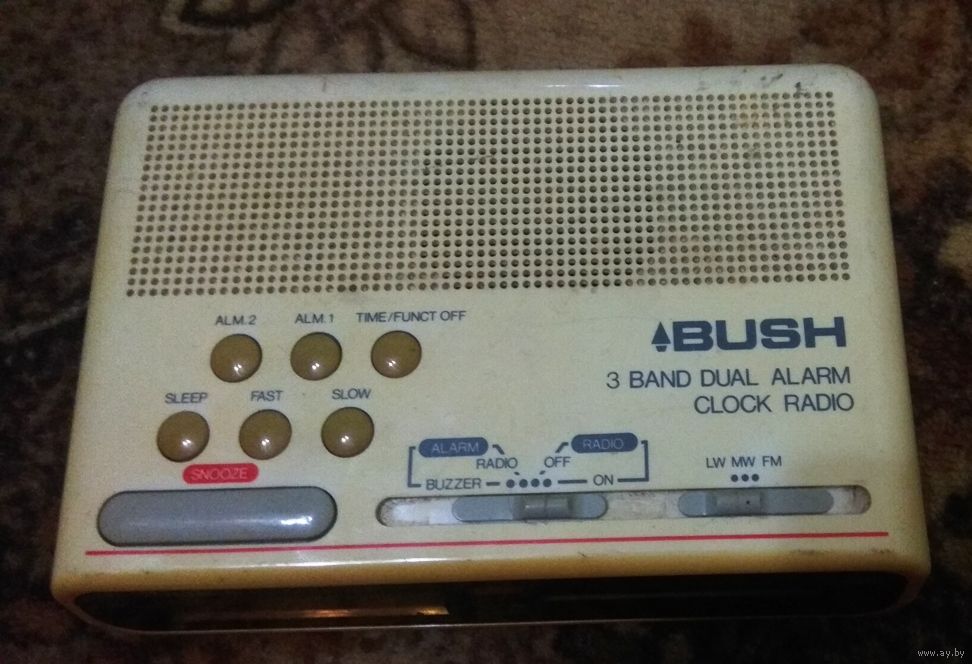 ALM.2 ALM.1 TIME/FUNCT OFF
BUSH
3 BAND DUAL ALARM
CLOCK RADIO
SLEEP FAST SLOW
SNOOZE
ALARM RADIO
RADIO OFF
BUZZER ON
LW MW FM
www.ay.by